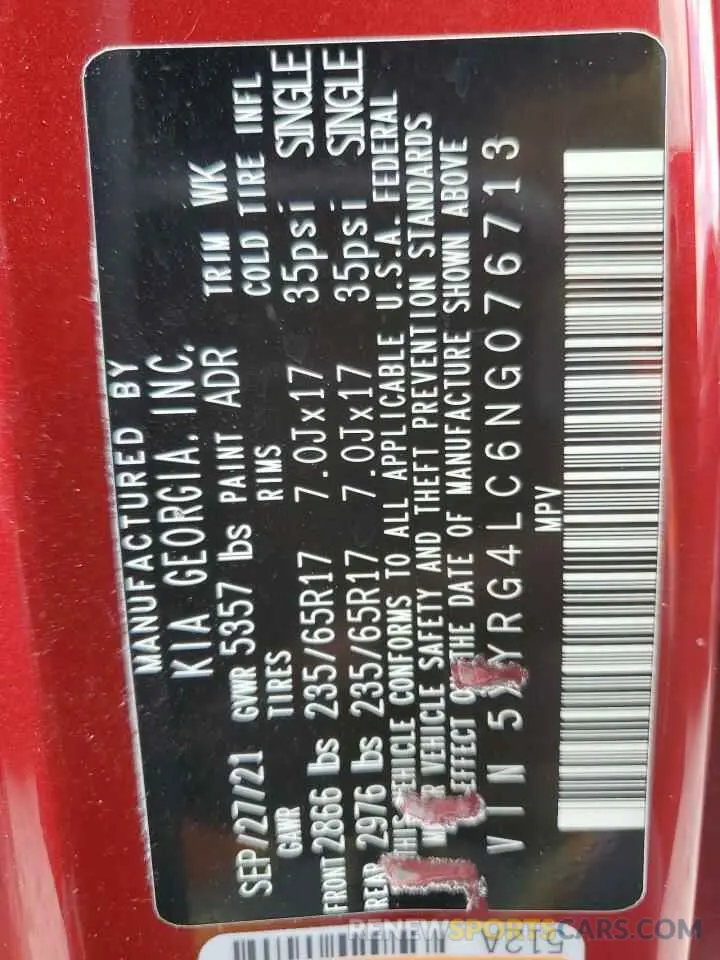 MANUFACTURED BY
KIA GEORGIA, INC.
SEP/27/21 GVWR 5357 lbs PAINT ADR TRIM WK
GAWR TIRES RIMS COLD TIRE INFL
FRONT 2866 lbs 235/65R17 7.0Jx17 35psi SINGLE
REAR 2976 lbs 235/65R17 7.0Jx17 35psi SINGLE
THIS VEHICLE CONFORMS TO ALL APPLICABLE U.S.A. FEDERAL
VEHICLE SAFETY AND THEFT PREVENTION STANDARDS
EFFECT THE DATE OF MANUFACTURE SHOWN ABOVE
VIN 5 YRG4LC6NG076713
MPV
512A
RENEWSPORTSCARS.COM